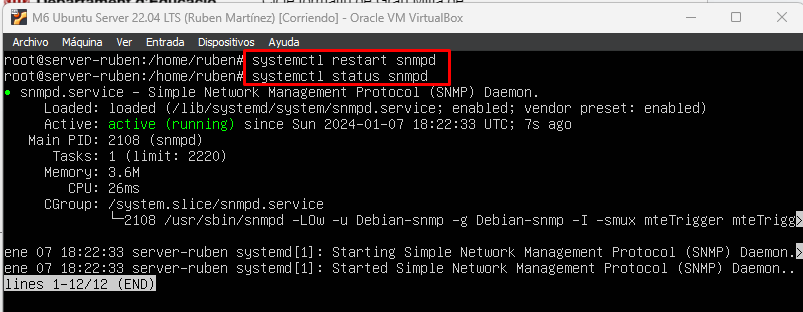 M6 Ubuntu Server 22.04 LTS (Ruben Martínez) [Corriendo] - Oracle VM VirtualBox
Archivo Máquina Ver Entrada Dispositivos Ayuda
root@server-ruben:/home/ruben# systemctl restart snmpd
root@server-ruben:/home/ruben# systemctl status snmpd
● snmpd.service - Simple Network Management Protocol (SNMP) Daemon.
Loaded: loaded (/lib/systemd/system/snmpd.service; enabled; vendor preset: enabled)
Active: active (running) since Sun 2024-01-07 18:22:33 UTC; 7s ago
Main PID: 2108 (snmpd)
Tasks: 1 (limit: 2220)
Memory: 3.6M
CPU: 26ms
CGroup: /system.slice/snmpd.service
└─2108 /usr/sbin/snmpd -LOw -u Debian-snmp -g Debian-snmp -I -smux mteTrigger mteTrigg>
ene 07 18:22:33 server-ruben systemd[1]: Starting Simple Network Management Protocol (SNMP) Daemon.>
ene 07 18:22:33 server-ruben systemd[1]: Started Simple Network Management Protocol (SNMP) Daemon..
lines 1-12/12 (END)